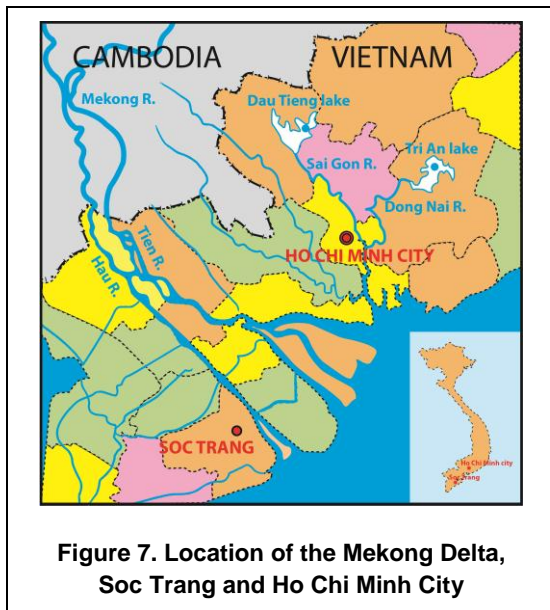 CAMBODIA
VIETNAM
Mekong R.
Dau Tieng lake
Tri An lake
Sai Gon R.
Dong Nai R.
HO CHI MINH CITY
Tien R.
Hau R.
SOC TRANG
Ho Chi Minh city
Soc trang
Figure 7. Location of the Mekong Delta,
Soc Trang and Ho Chi Minh City